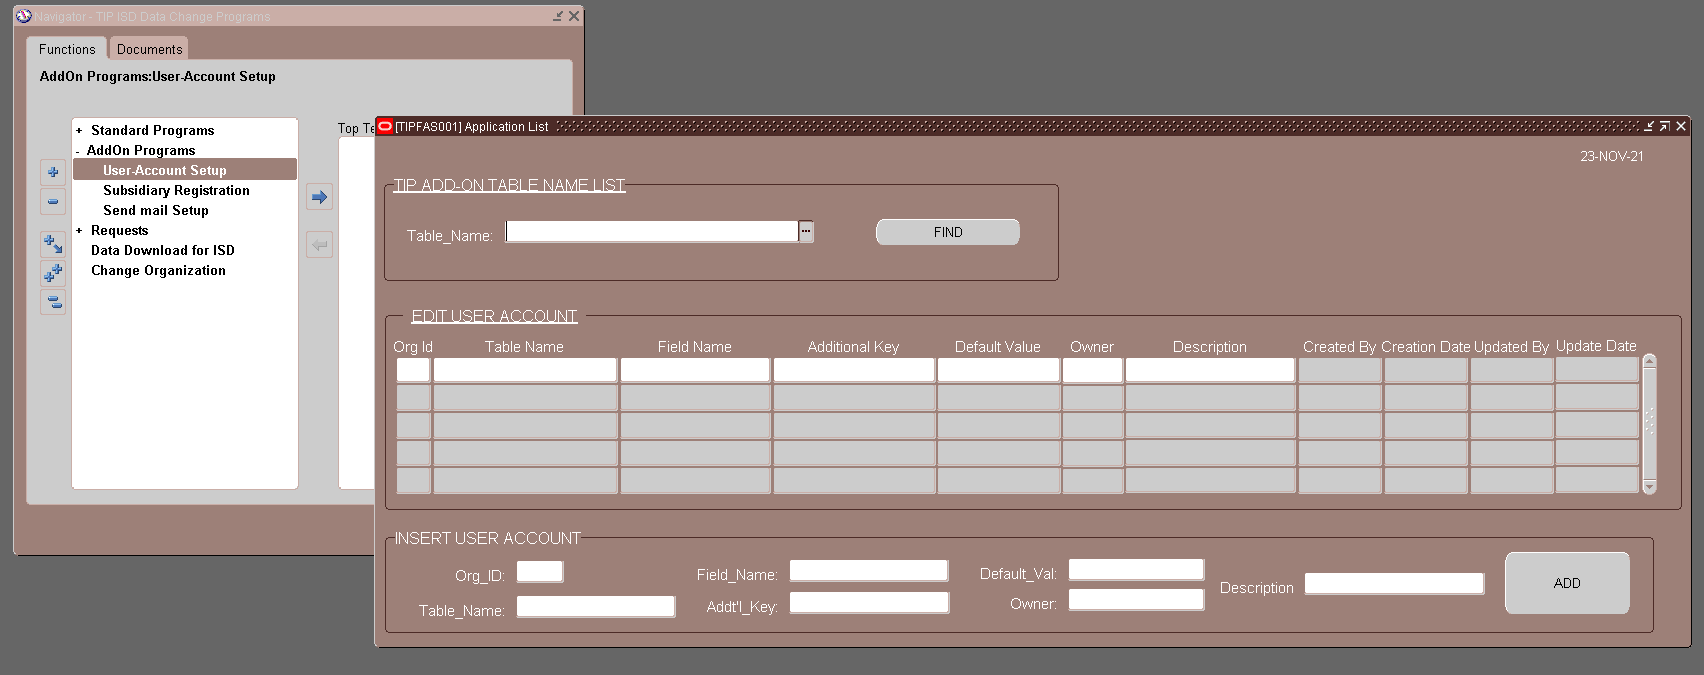 Navigator - TIP ISD Data Change Programs
Functions
Documents
AddOn Programs:User-Account Setup
+ Standard Programs
- AddOn Programs
User-Account Setup
Subsidiary Registration
Send mail Setup
+ Requests
Data Download for ISD
Change Organization
Top Te
[TIPFAS001] Application List
23-NOV-21
TIP ADD-ON TABLE NAME LIST
Table_Name: ... FIND
EDIT USER ACCOUNT
Org Id Table Name Field Name Additional Key Default Value Owner Description Created By Creation Date Updated By Update Date
INSERT USER ACCOUNT
Org_ID: Field_Name: Default_Val: Description ADD
Table_Name: Addt'l_Key: Owner: